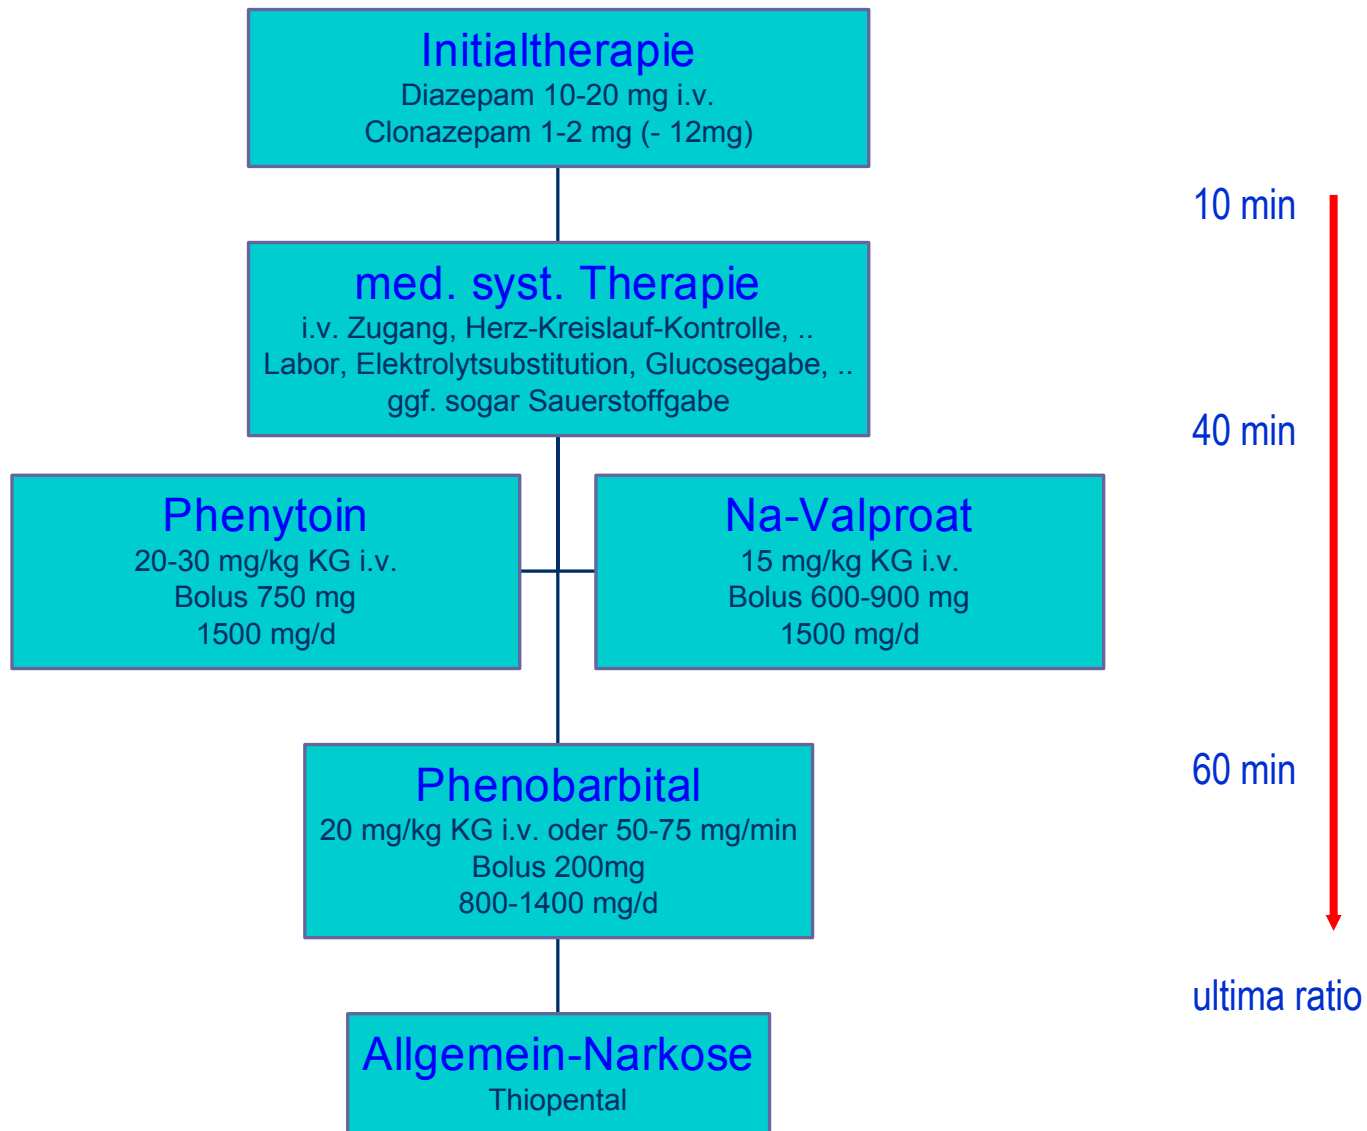 Initialtherapie
Diazepam 10-20 mg i.v.
Clonazepam 1-2 mg (- 12mg)
10 min
med. syst. Therapie
i.v. Zugang, Herz-Kreislauf-Kontrolle, ..
Labor, Elektrolytsubstitution, Glucosegabe, ..
ggf. sogar Sauerstoffgabe
40 min
Phenytoin
20-30 mg/kg KG i.v.
Bolus 750 mg
1500 mg/d
Na-Valproat
15 mg/kg KG i.v.
Bolus 600-900 mg
1500 mg/d
60 min
Phenobarbital
20 mg/kg KG i.v. oder 50-75 mg/min
Bolus 200mg
800-1400 mg/d
ultima ratio
Allgemein-Narkose
Thiopental